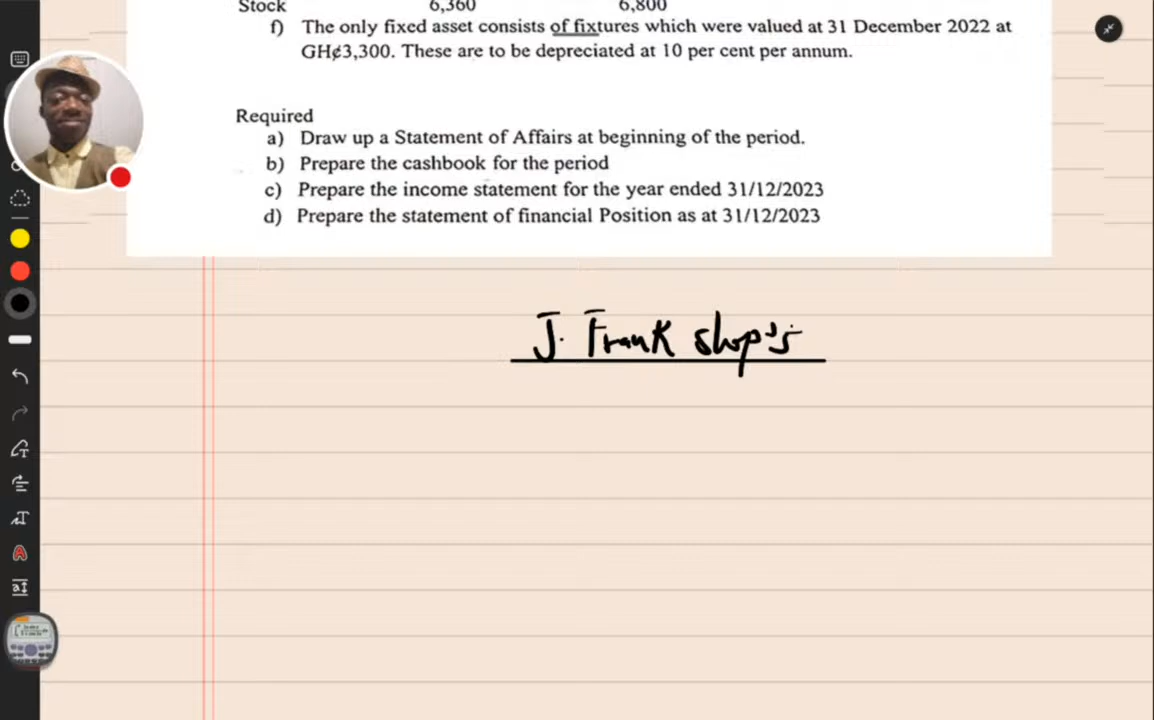 Stock 6,360 6,800
f) The only fixed asset consists of fixtures which were valued at 31 December 2022 at
GH¢3,300. These are to be depreciated at 10 per cent per annum.
Required
a) Draw up a Statement of Affairs at beginning of the period.
b) Prepare the cashbook for the period
c) Prepare the income statement for the year ended 31/12/2023
d) Prepare the statement of financial Position as at 31/12/2023
J. Frank shop's